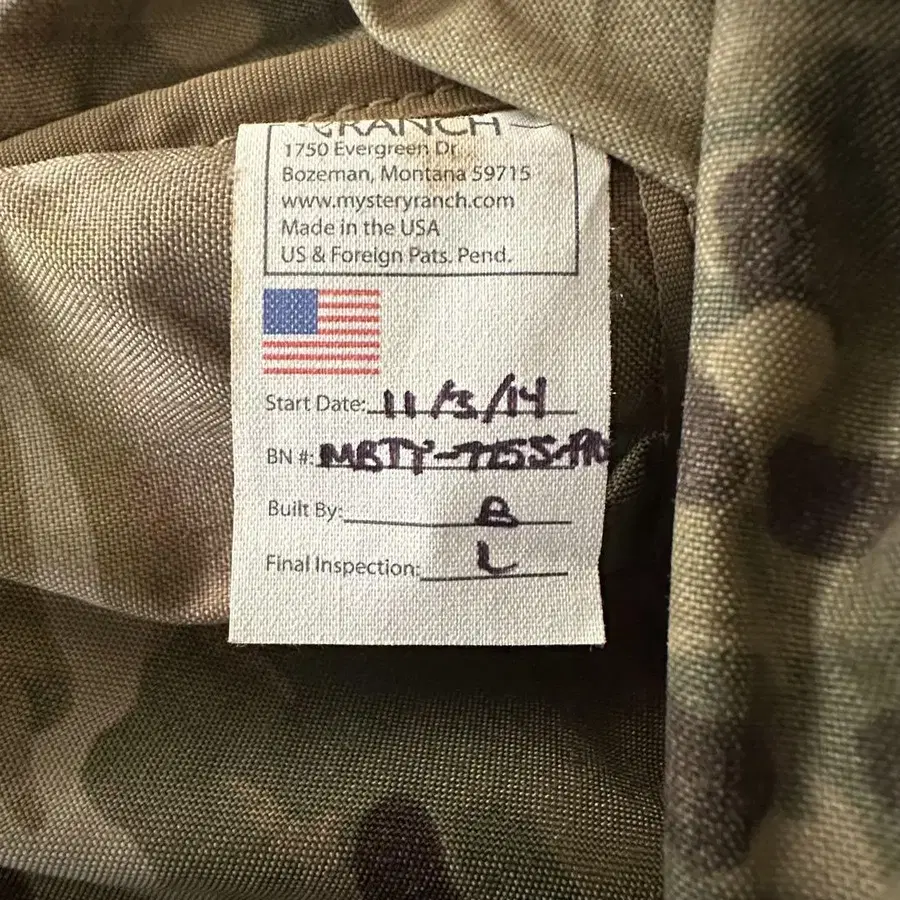 RANCH
1750 Evergreen Dr.
Bozeman, Montana 59715
www.mysteryranch.com
Made in the USA
US & Foreign Pats. Pend.
Start Date: 11/3/14
BN #:
Built By: B
Final Inspection: L